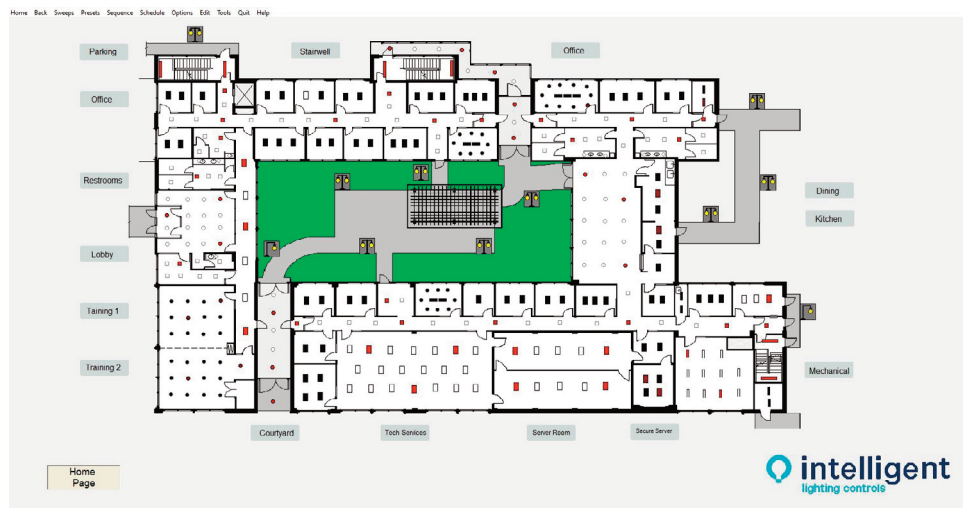 Home Back Sweeps Presets Sequence Schedule Options Edit Tools Quit Help
Parking
Stairwell
Office
Office
Restrooms
Dining
Kitchen
Lobby
Taining 1
Training 2
Mechanical
Courtyard
Tech Services
Server Room
Secure Server
Home
Page
intelligent
lighting controls